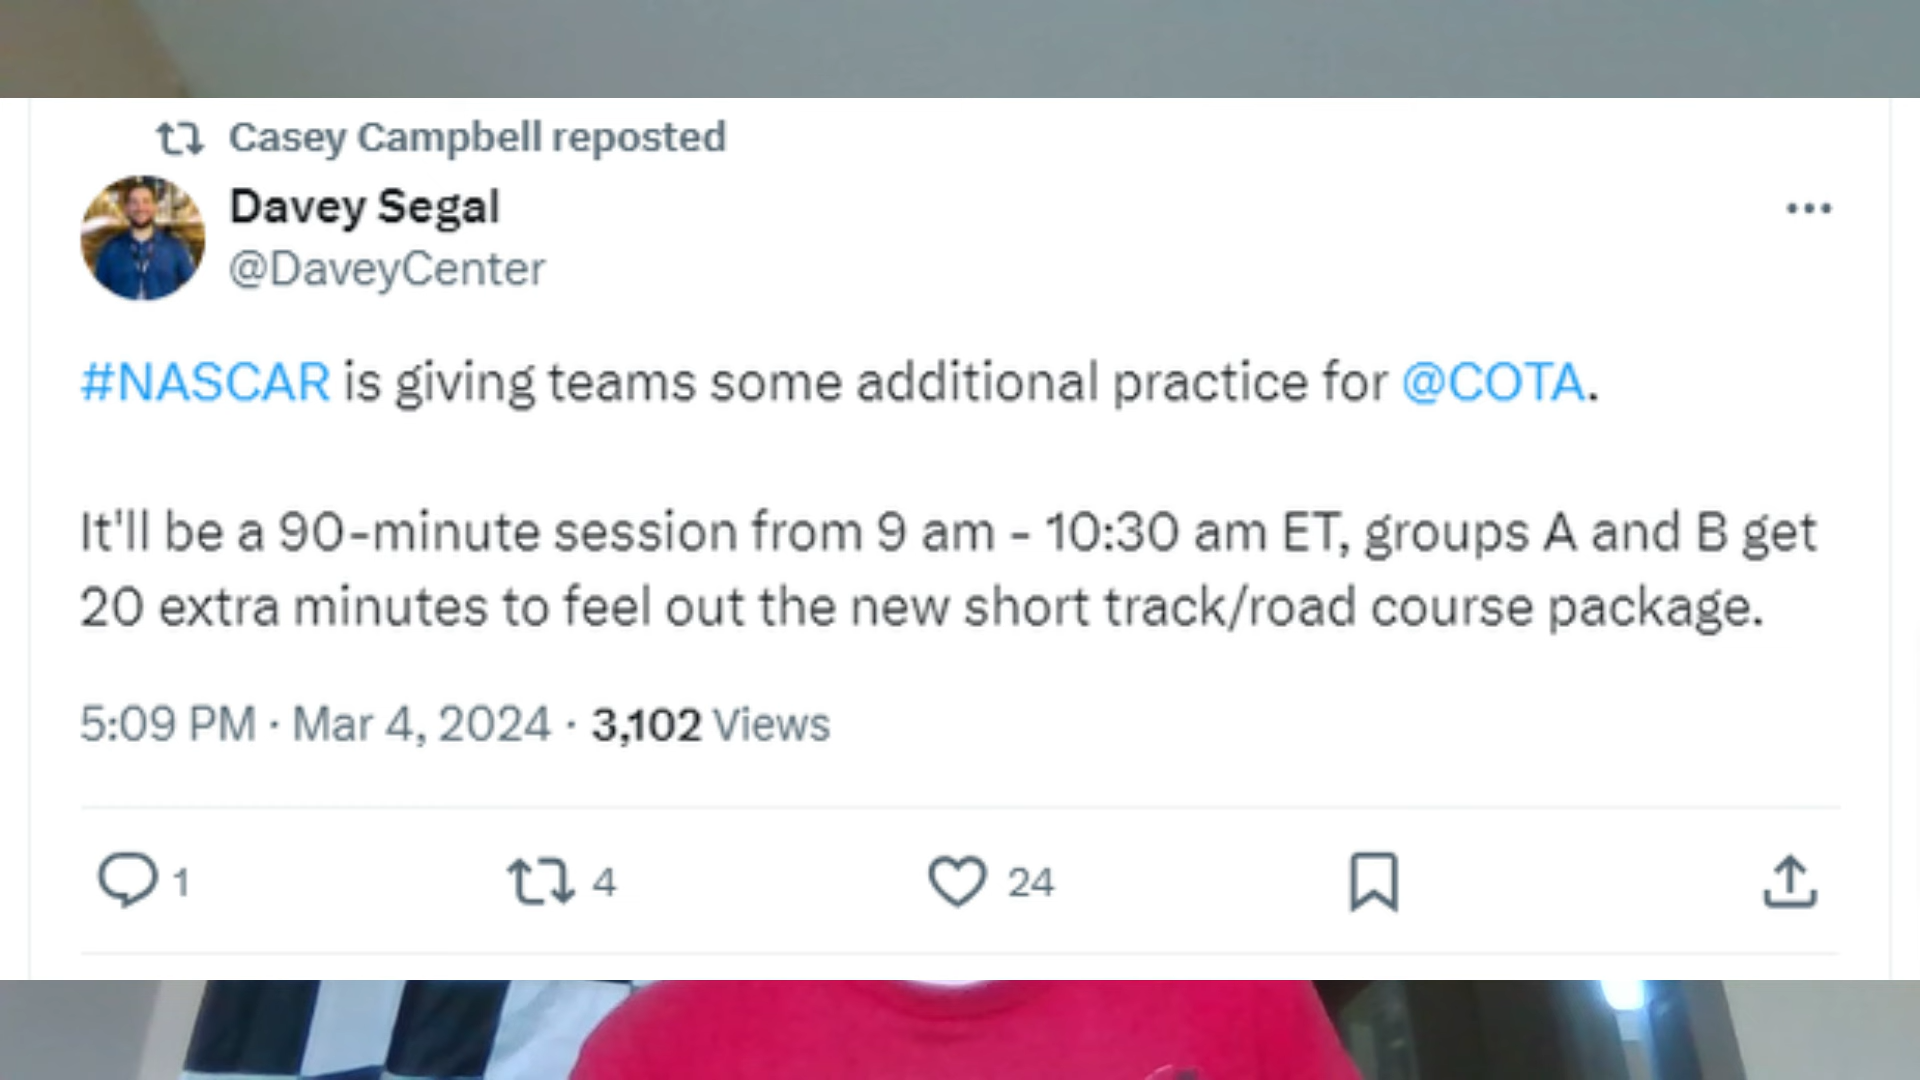 Casey Campbell reposted
Davey Segal
@DaveyCenter
#NASCAR is giving teams some additional practice for @COTA.
It'll be a 90-minute session from 9 am - 10:30 am ET, groups A and B get
20 extra minutes to feel out the new short track/road course package.
5:09 PM · Mar 4, 2024 · 3,102 Views
1 4 24